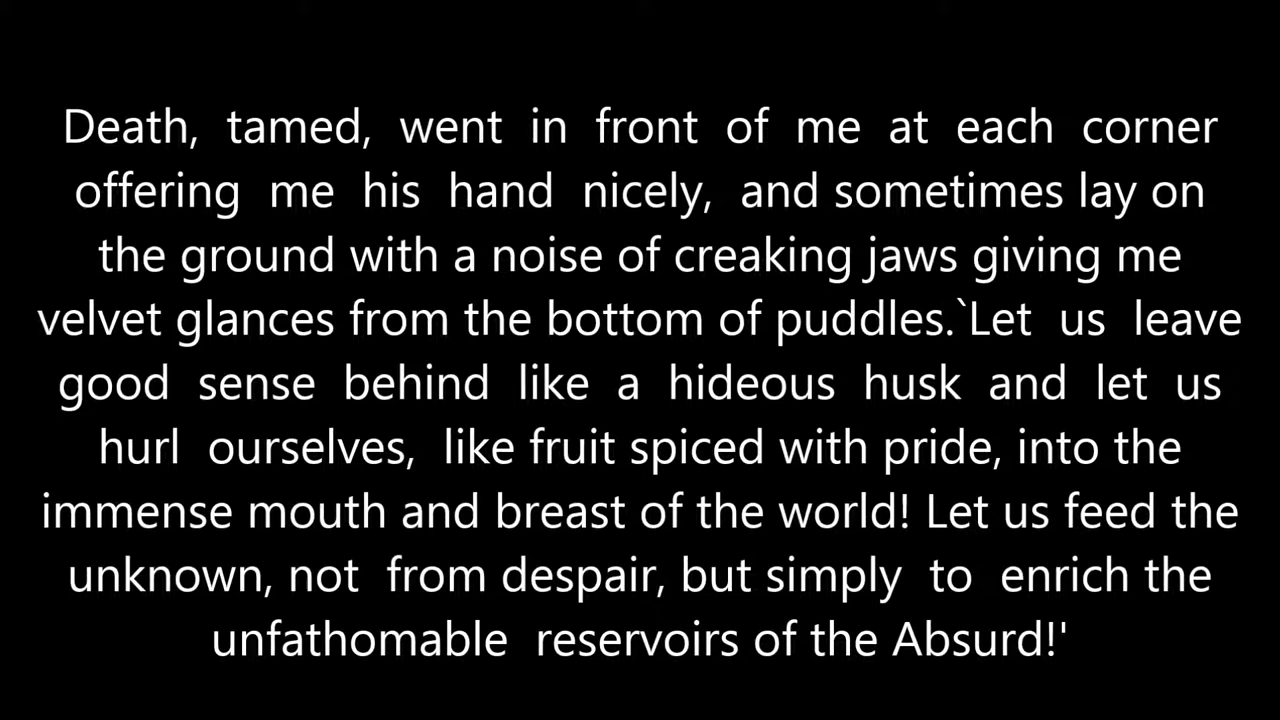 Death, tamed, went in front of me at each corner
offering me his hand nicely, and sometimes lay on
the ground with a noise of creaking jaws giving me
velvet glances from the bottom of puddles.`Let us leave
good sense behind like a hideous husk and let us
hurl ourselves, like fruit spiced with pride, into the
immense mouth and breast of the world! Let us feed the
unknown, not from despair, but simply to enrich the
unfathomable reservoirs of the Absurd!'